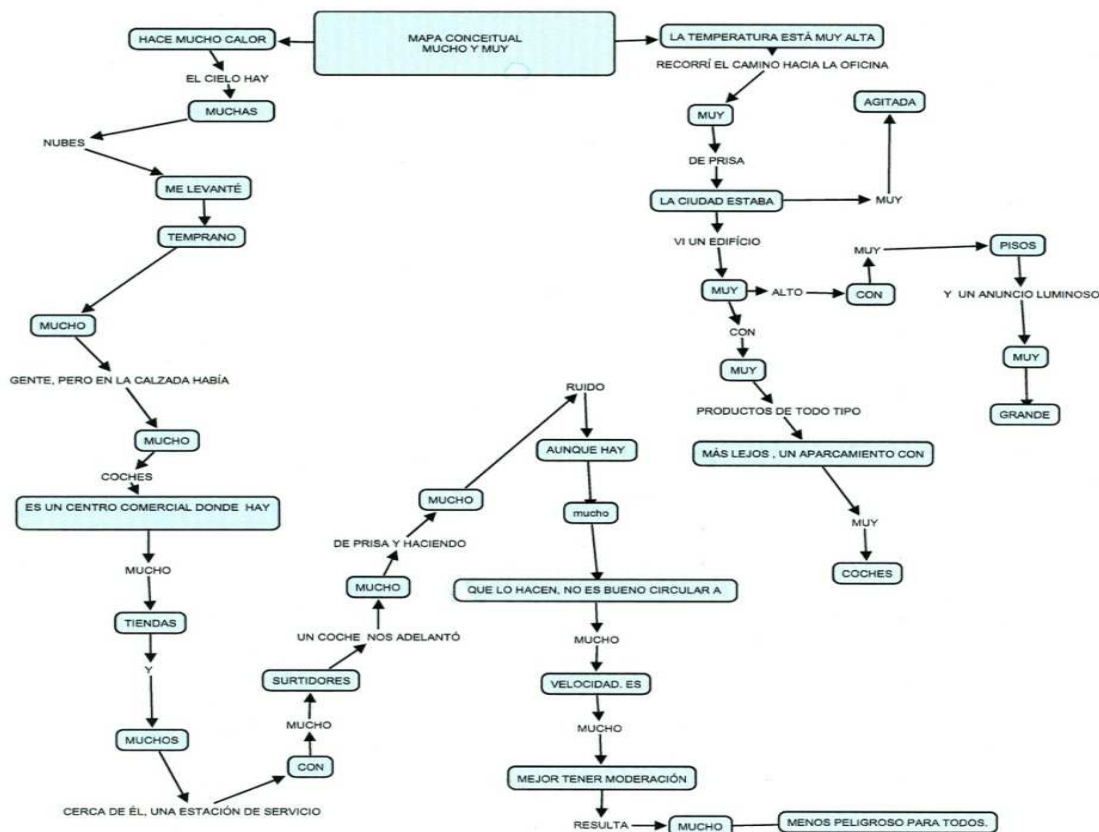 MAPA CONCEITUAL
MUCHO Y MUY
HACE MUCHO CALOR
EL CIELO HAY
MUCHAS
NUBES
ME LEVANTÉ
TEMPRANO
MUCHO
GENTE, PERO EN LA CALZADA HABÍA
MUCHO
COCHES
ES UN CENTRO COMERCIAL DONDE HAY
MUCHO
TIENDAS
Y
MUCHOS
CERCA DE ÉL, UNA ESTACIÓN DE SERVICIO
CON
MUCHO
SURTIDORES
UN COCHE NOS ADELANTÓ
MUCHO
DE PRISA Y HACIENDO
MUCHO
RUIDO
AUNQUE HAY
mucho
QUE LO HACEN, NO ES BUENO CIRCULAR A
MUCHO
VELOCIDAD. ES
MUCHO
MEJOR TENER MODERACIÓN
RESULTA
MUCHO
MENOS PELIGROSO PARA TODOS.
LA TEMPERATURA ESTÁ MUY ALTA
RECORRÍ EL CAMINO HACIA LA OFICINA
MUY
DE PRISA
LA CIUDAD ESTABA
MUY
AGITADA
VI UN EDIFÍCIO
MUY
ALTO
CON
MUY
PISOS
Y UN ANUNCIO LUMINOSO
MUY
GRANDE
CON
MUY
PRODUCTOS DE TODO TIPO
MÁS LEJOS , UN APARCAMIENTO CON
MUY
COCHES